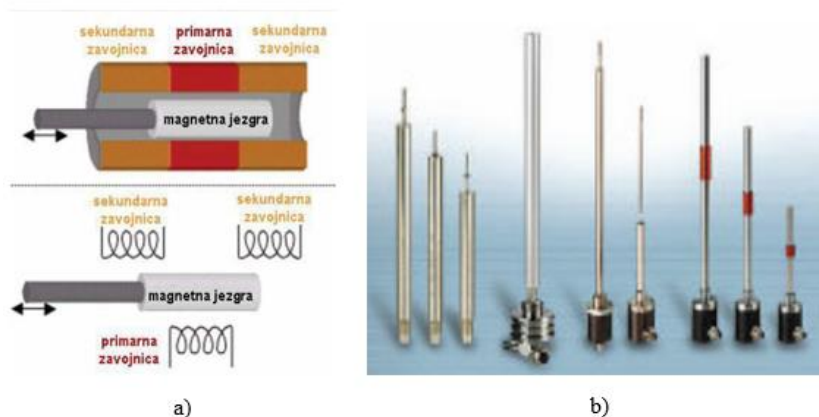 sekundarna primarna sekundarna
zavojnica zavojnica zavojnica
magnetna jezgra
sekundarna zavojnica
sekundarna zavojnica
magnetna jezgra
primarna
zavojnica
a)
b)